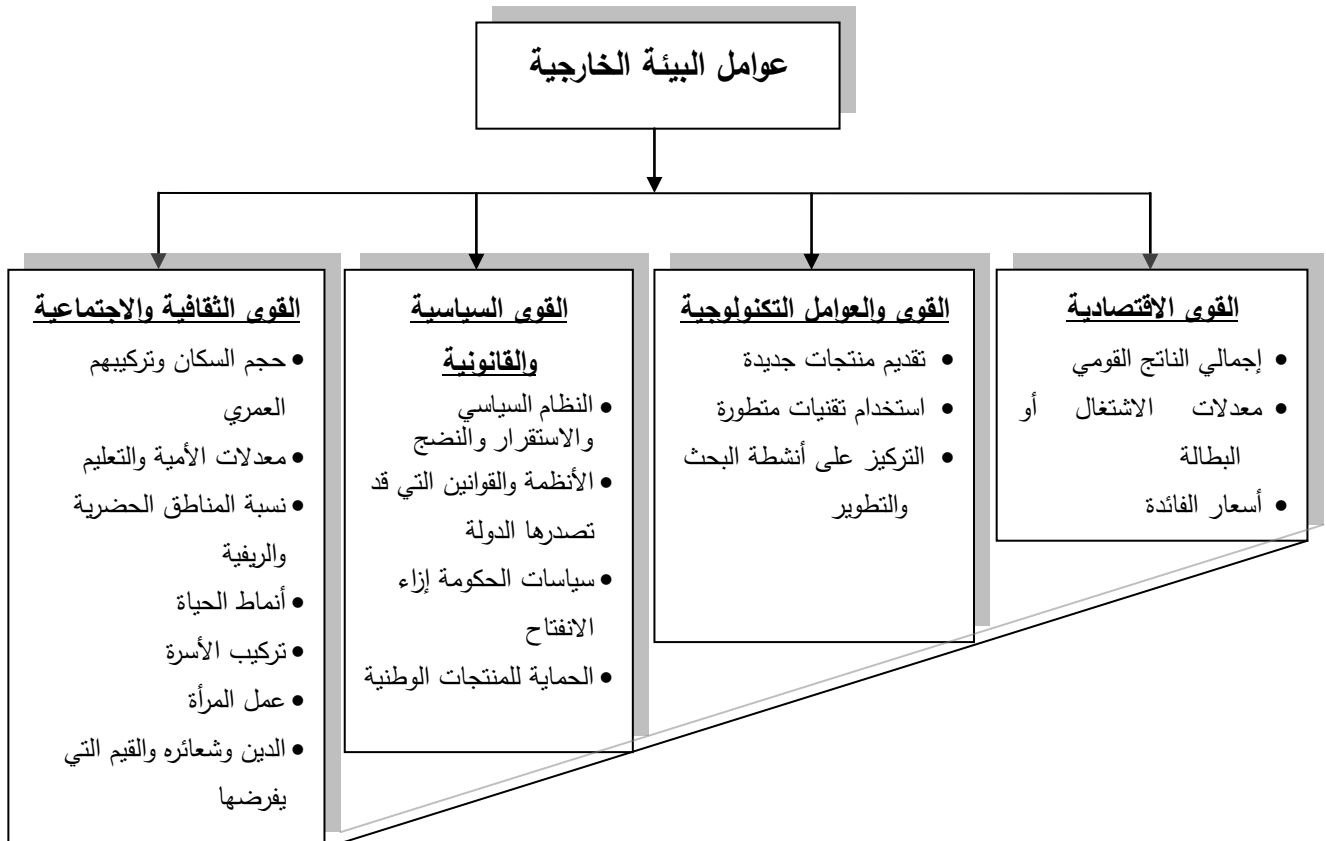 عوامل البيئة الخارجية
القوى الاقتصادية
• إجمالي الناتج القومي
• معدلات الاشتغال أو
البطالة
• أسعار الفائدة
القوى والعوامل التكنولوجية
• تقديم منتجات جديدة
• استخدام تقنيات متطورة
• التركيز على أنشطة البحث
والتطوير
القوى السياسية
والقانونية
• النظام السياسي
والاستقرار والنضج
• الأنظمة والقوانين التي قد
تصدرها الدولة
• سياسات الحكومة إزاء
الانفتاح
• الحماية للمنتجات الوطنية
القوى الثقافية والاجتماعية
• حجم السكان وتركيبهم
العمري
• معدلات الأمية والتعليم
• نسبة المناطق الحضرية
والريفية
• أنماط الحياة
• تركيب الأسرة
• عمل المرأة
• الدين وشعائره والقيم التي
يفرضها